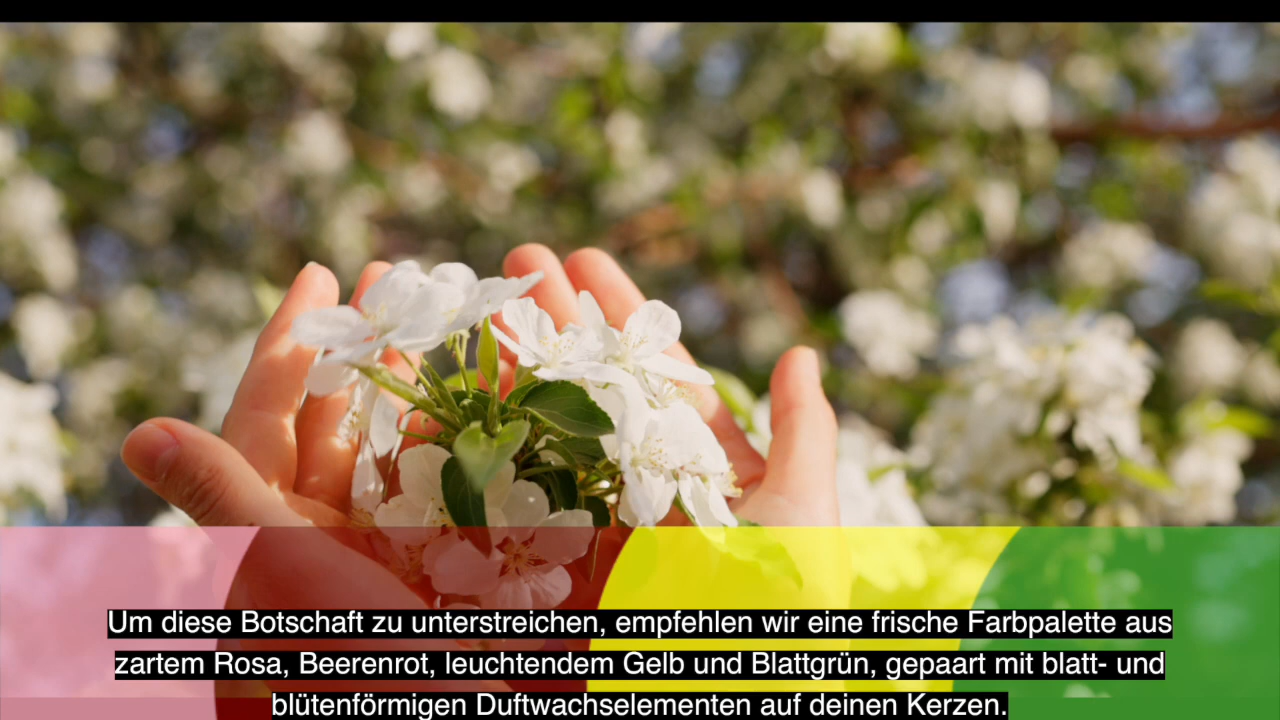 Um diese Botschaft zu unterstreichen, empfehlen wir eine frische Farbpalette aus
zartem Rosa, Beerenrot, leuchtendem Gelb und Blattgrün, gepaart mit blatt- und
blütenförmigen Duftwachselementen auf deinen Kerzen.